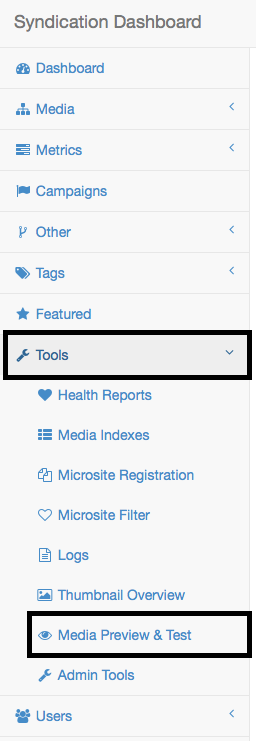 Syndication Dashboard
Dashboard
Media
Metrics
Campaigns
Other
Tags
Featured
Tools
Health Reports
Media Indexes
Microsite Registration
Microsite Filter
Logs
Thumbnail Overview
Media Preview & Test
Admin Tools
Users